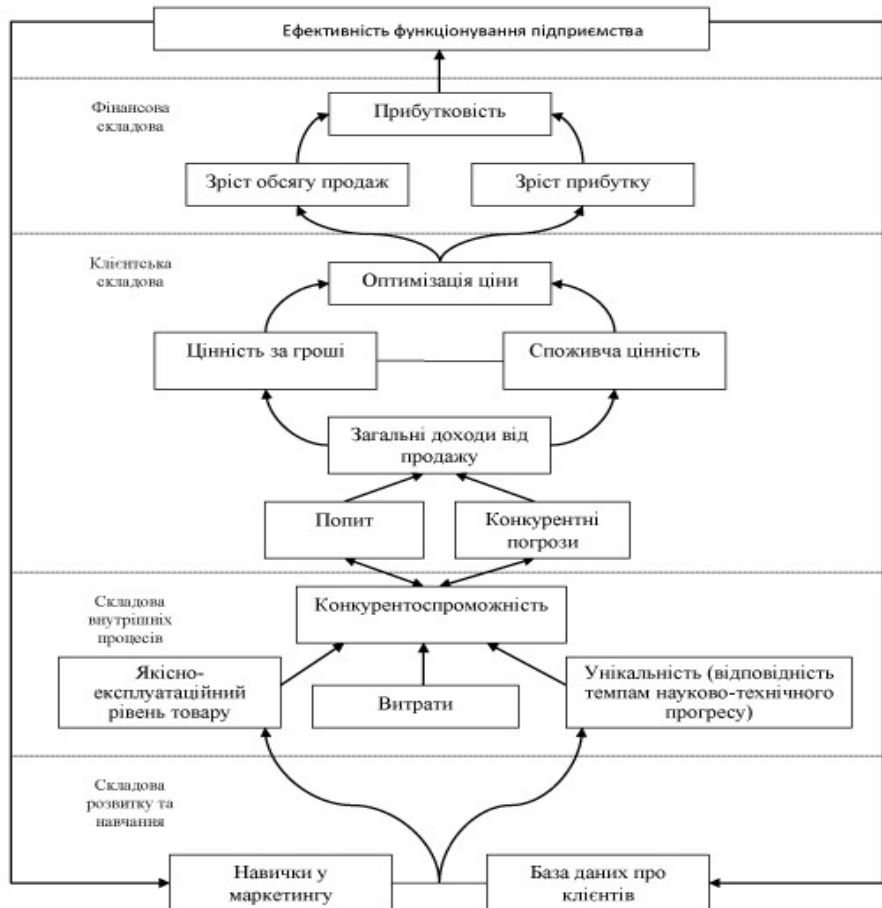 Ефективність функціонування підприємства
Фінансова
складова
Прибутковість
Зріст обсягу продаж
Зріст прибутку
Клієнтська
складова
Оптимізація ціни
Цінність за гроші
Споживча цінність
Загальні доходи від
продажу
Попит
Конкурентні
погрози
Складова
внутрішніх
процесів
Конкурентоспроможність
Якісно-
експлуатаційний
рівень товару
Витрати
Унікальність (відповідність
темпам науково-технічного
прогресу)
Складова
розвитку та
навчання
Навички у
маркетингу
База даних про
клієнтів